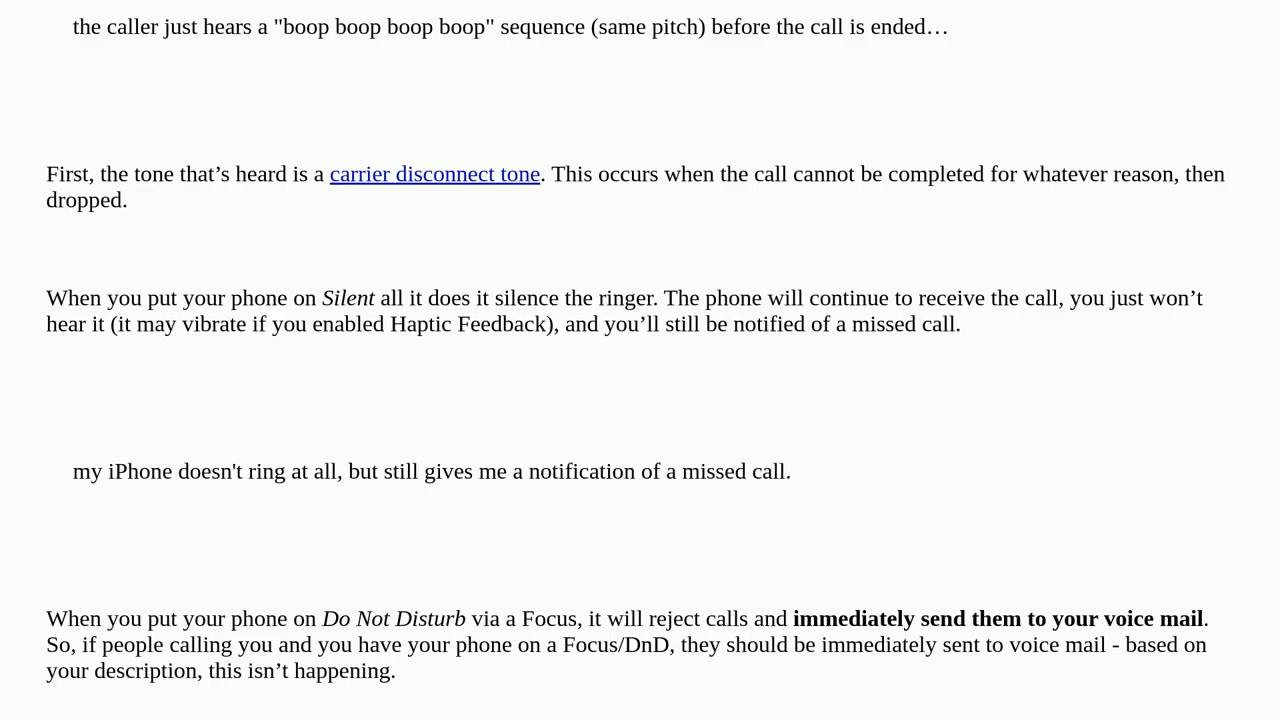 the caller just hears a "boop boop boop boop" sequence (same pitch) before the call is ended…
First, the tone that’s heard is a carrier disconnect tone. This occurs when the call cannot be completed for whatever reason, then
dropped.
When you put your phone on Silent all it does it silence the ringer. The phone will continue to receive the call, you just won’t
hear it (it may vibrate if you enabled Haptic Feedback), and you’ll still be notified of a missed call.
my iPhone doesn't ring at all, but still gives me a notification of a missed call.
When you put your phone on Do Not Disturb via a Focus, it will reject calls and immediately send them to your voice mail.
So, if people calling you and you have your phone on a Focus/DnD, they should be immediately sent to voice mail - based on
your description, this isn’t happening.